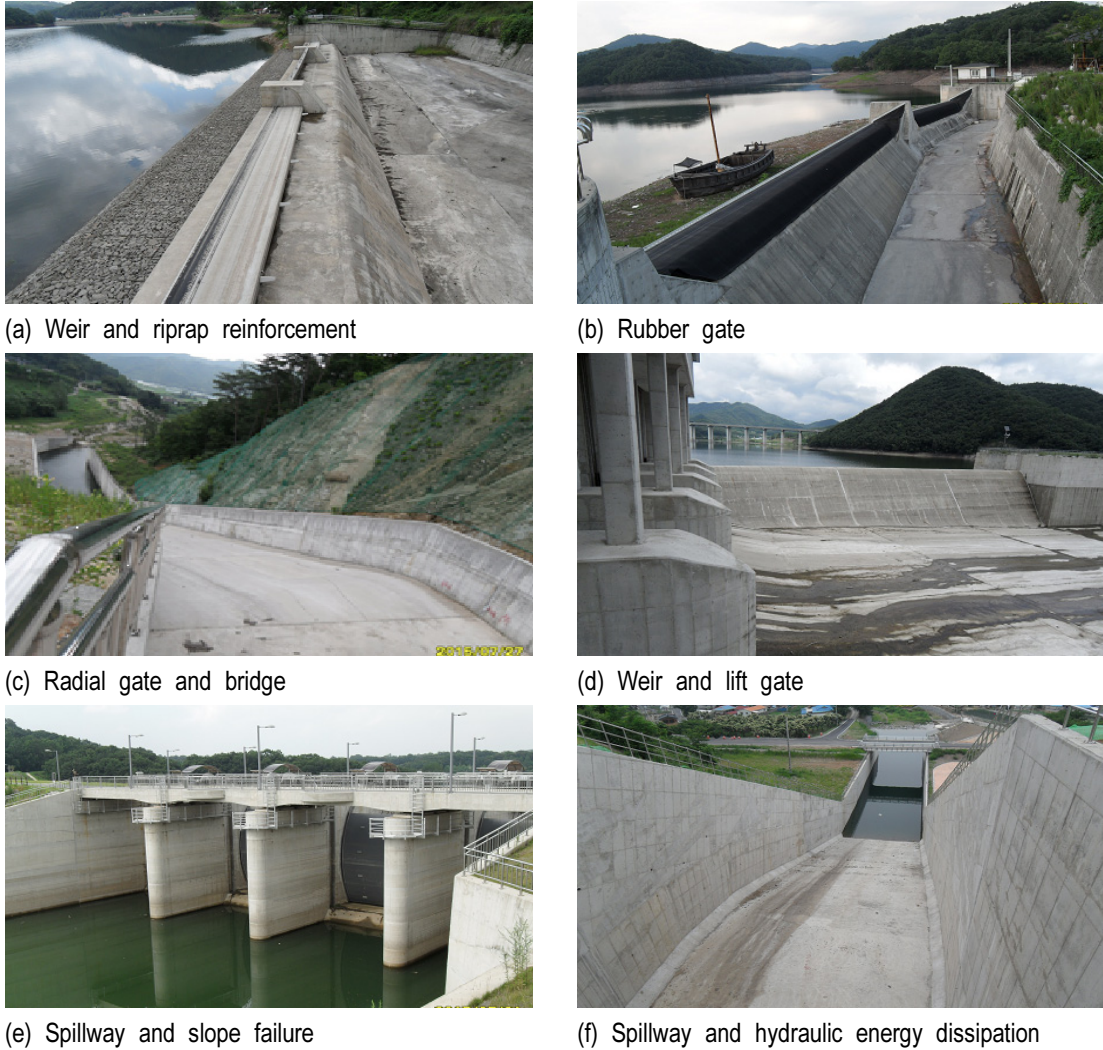 (a) Weir and riprap reinforcement
(b) Rubber gate
(c) Radial gate and bridge
(d) Weir and lift gate
(e) Spillway and slope failure
(f) Spillway and hydraulic energy dissipation